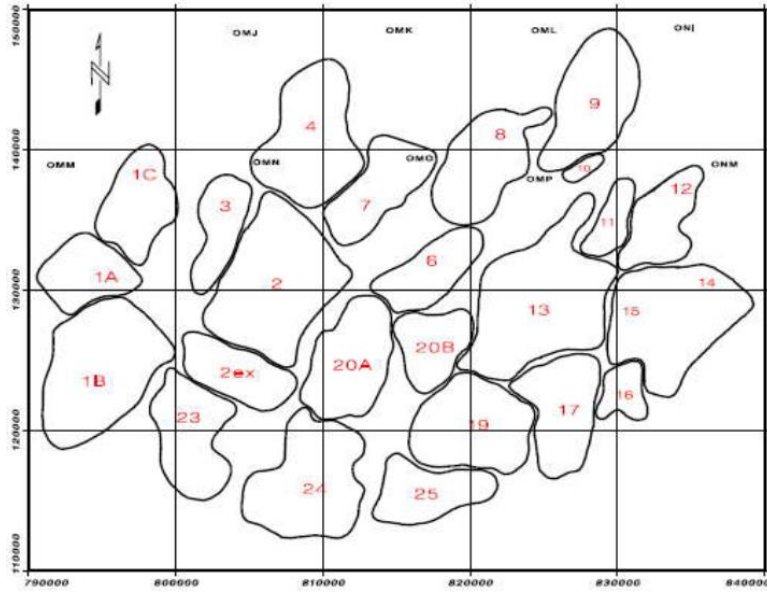 150000
OMJ
OMK
OML
ONJ
N
9
4
8
140000
OMM
OMN
OMO
OMP
ONM
10
1C
3
7
11
12
6
1A
2
130000
13
15
14
20A
20B
2ex
1B
16
17
23
19
120000
24
25
110000
790000 800000 810000 820000 830000 840000